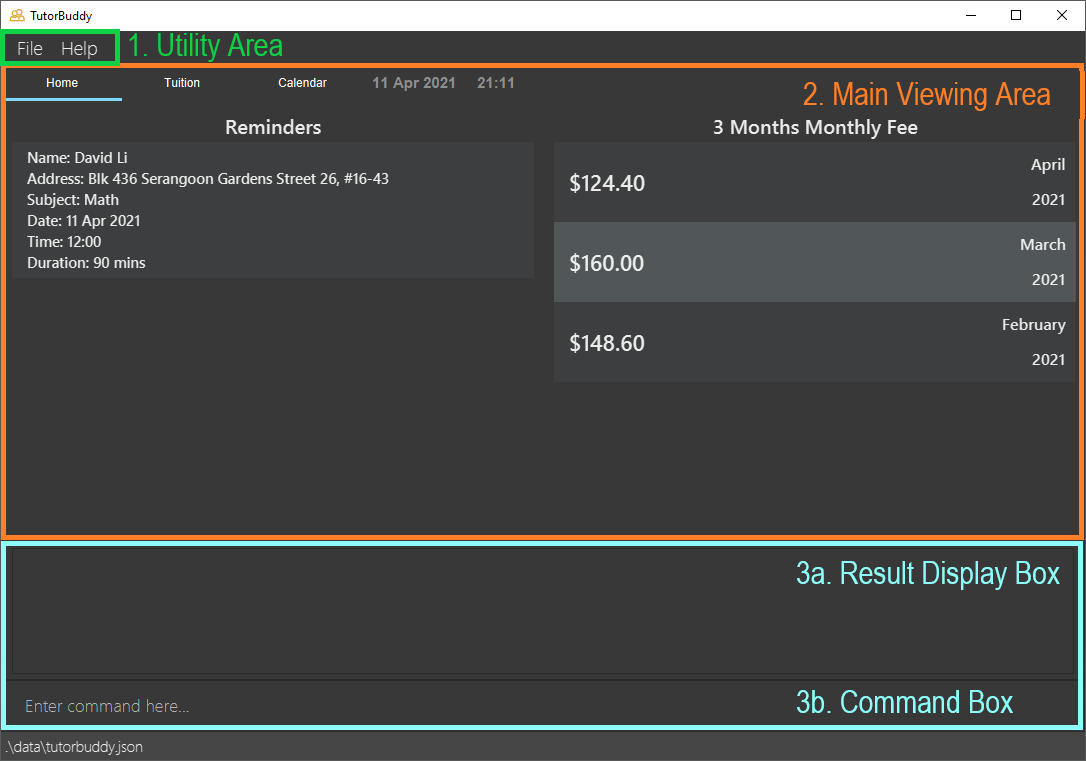 TutorBuddy
File Help
1. Utility Area
Home Tuition Calendar 11 Apr 2021 21:11
2. Main Viewing Area
Reminders
Name: David Li
Address: Blk 436 Serangoon Gardens Street 26, #16-43
Subject: Math
Date: 11 Apr 2021
Time: 12:00
Duration: 90 mins
3 Months Monthly Fee
$124.40
April
2021
$160.00
March
2021
$148.60
February
2021
3a. Result Display Box
Enter command here...
3b. Command Box
.\data\tutorbuddy.json